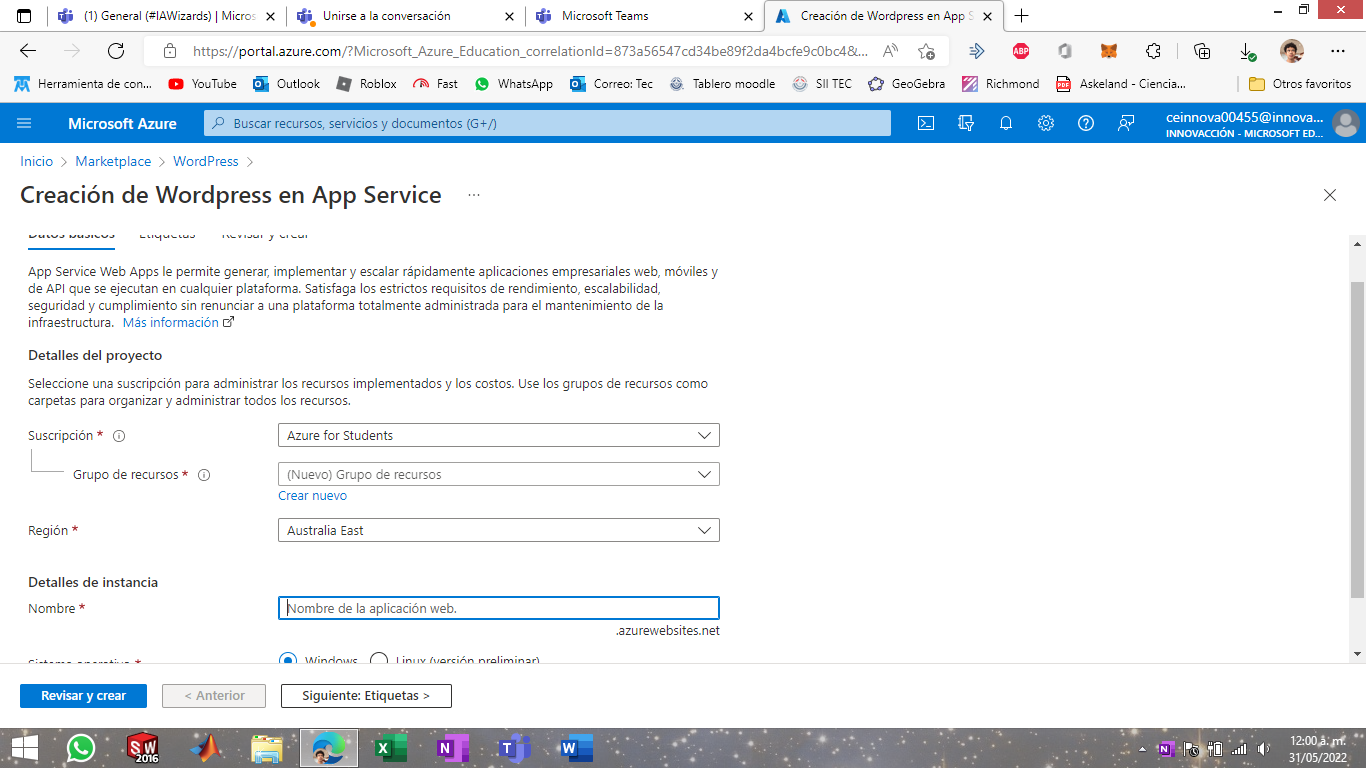 (1) General (#IAWizards) | Micros
Unirse a la conversación
Microsoft Teams
Creación de Wordpress en App S
https://portal.azure.com/?Microsoft_Azure_Education_correlationId=873a56547cd34be89f2da4bcfe9c0bc4&...
ABP
Herramienta de con...
YouTube
Outlook
Roblox
Fast
WhatsApp
Correo: Tec
Tablero moodle
SII TEC
GeoGebra
Richmond
PDF
Askeland - Ciencia...
Otros favoritos
Microsoft Azure
Buscar recursos, servicios y documentos (G+/)
ceinnova00455@innova...
INNOVACCIÓN - MICROSOFT ED...
Inicio > Marketplace > WordPress >
Creación de Wordpress en App Service ...
Datos básicos Etiquetas Revisar y crear
App Service Web Apps le permite generar, implementar y escalar rápidamente aplicaciones empresariales web, móviles y
de API que se ejecutan en cualquier plataforma. Satisfaga los estrictos requisitos de rendimiento, escalabilidad,
seguridad y cumplimiento sin renunciar a una plataforma totalmente administrada para el mantenimiento de la
infraestructura. Más información
Detalles del proyecto
Seleccione una suscripción para administrar los recursos implementados y los costos. Use los grupos de recursos como
carpetas para organizar y administrar todos los recursos.
Suscripción * Azure for Students
Grupo de recursos * (Nuevo) Grupo de recursos
Crear nuevo
Región * Australia East
Detalles de instancia
Nombre * Nombre de la aplicación web.
.azurewebsites.net
Sistema operativo * Windows Linux (versión preliminar)
Revisar y crear
< Anterior
Siguiente: Etiquetas >
SW
2016
12:00 a. m.
31/05/2022